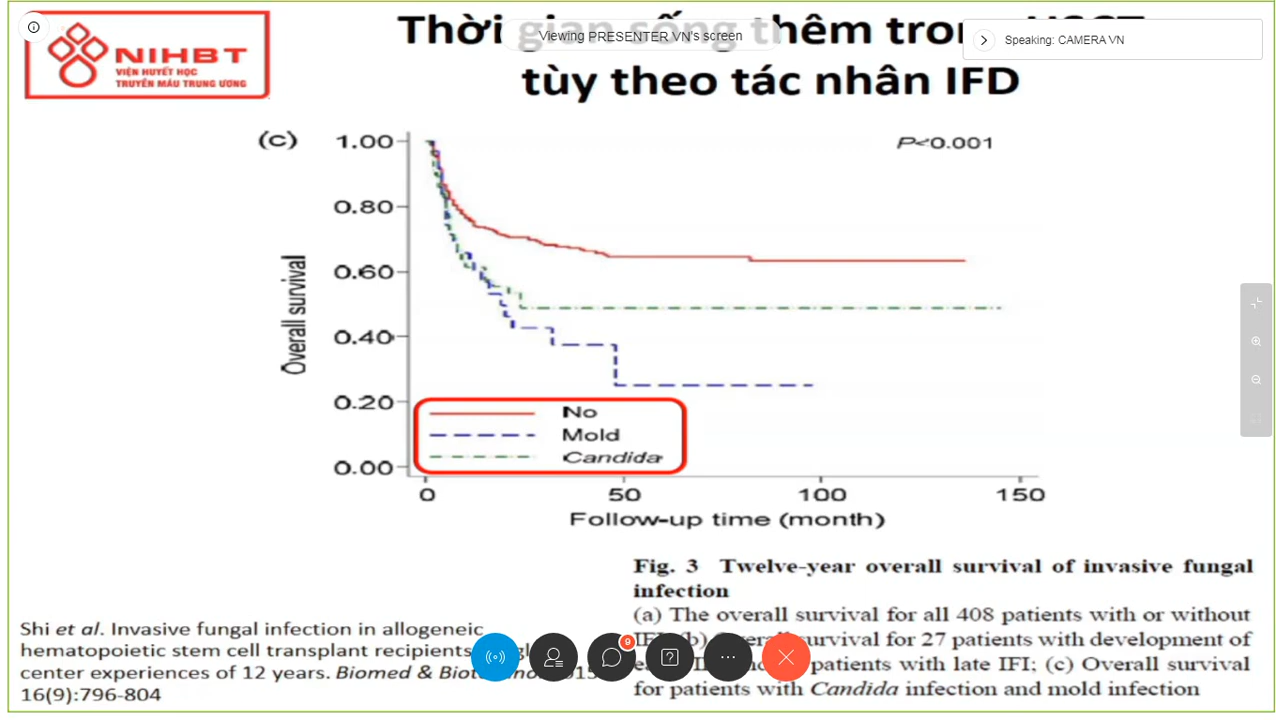 NIHBT
VIỆN HUYẾT HỌC
TRUYỀN MÁU TRUNG ƯƠNG
Thời gian sống thêm
tùy theo tác nhân IFD
Viewing PRESENTER VN's screen
Speaking: CAMERA VN
(c)
P<0.001
Overall survival
1.00
0.80
0.60
0.40
0.20
0.00
No
Mold
Candida
0 50 100 150
Follow-up time (month)
Fig. 3 Twelve-year overall survival of invasive fungal
infection
(a) The overall survival for all 408 patients with or without
survival for 27 patients with development of
patients with late IFI; (c) Overall survival
for patients with Candida infection and mold infection
Shi et al. Invasive fungal infection in allogeneic
hematopoietic stem cell transplant recipients
center experiences of 12 years. Biomed &
16(9):796-804
9